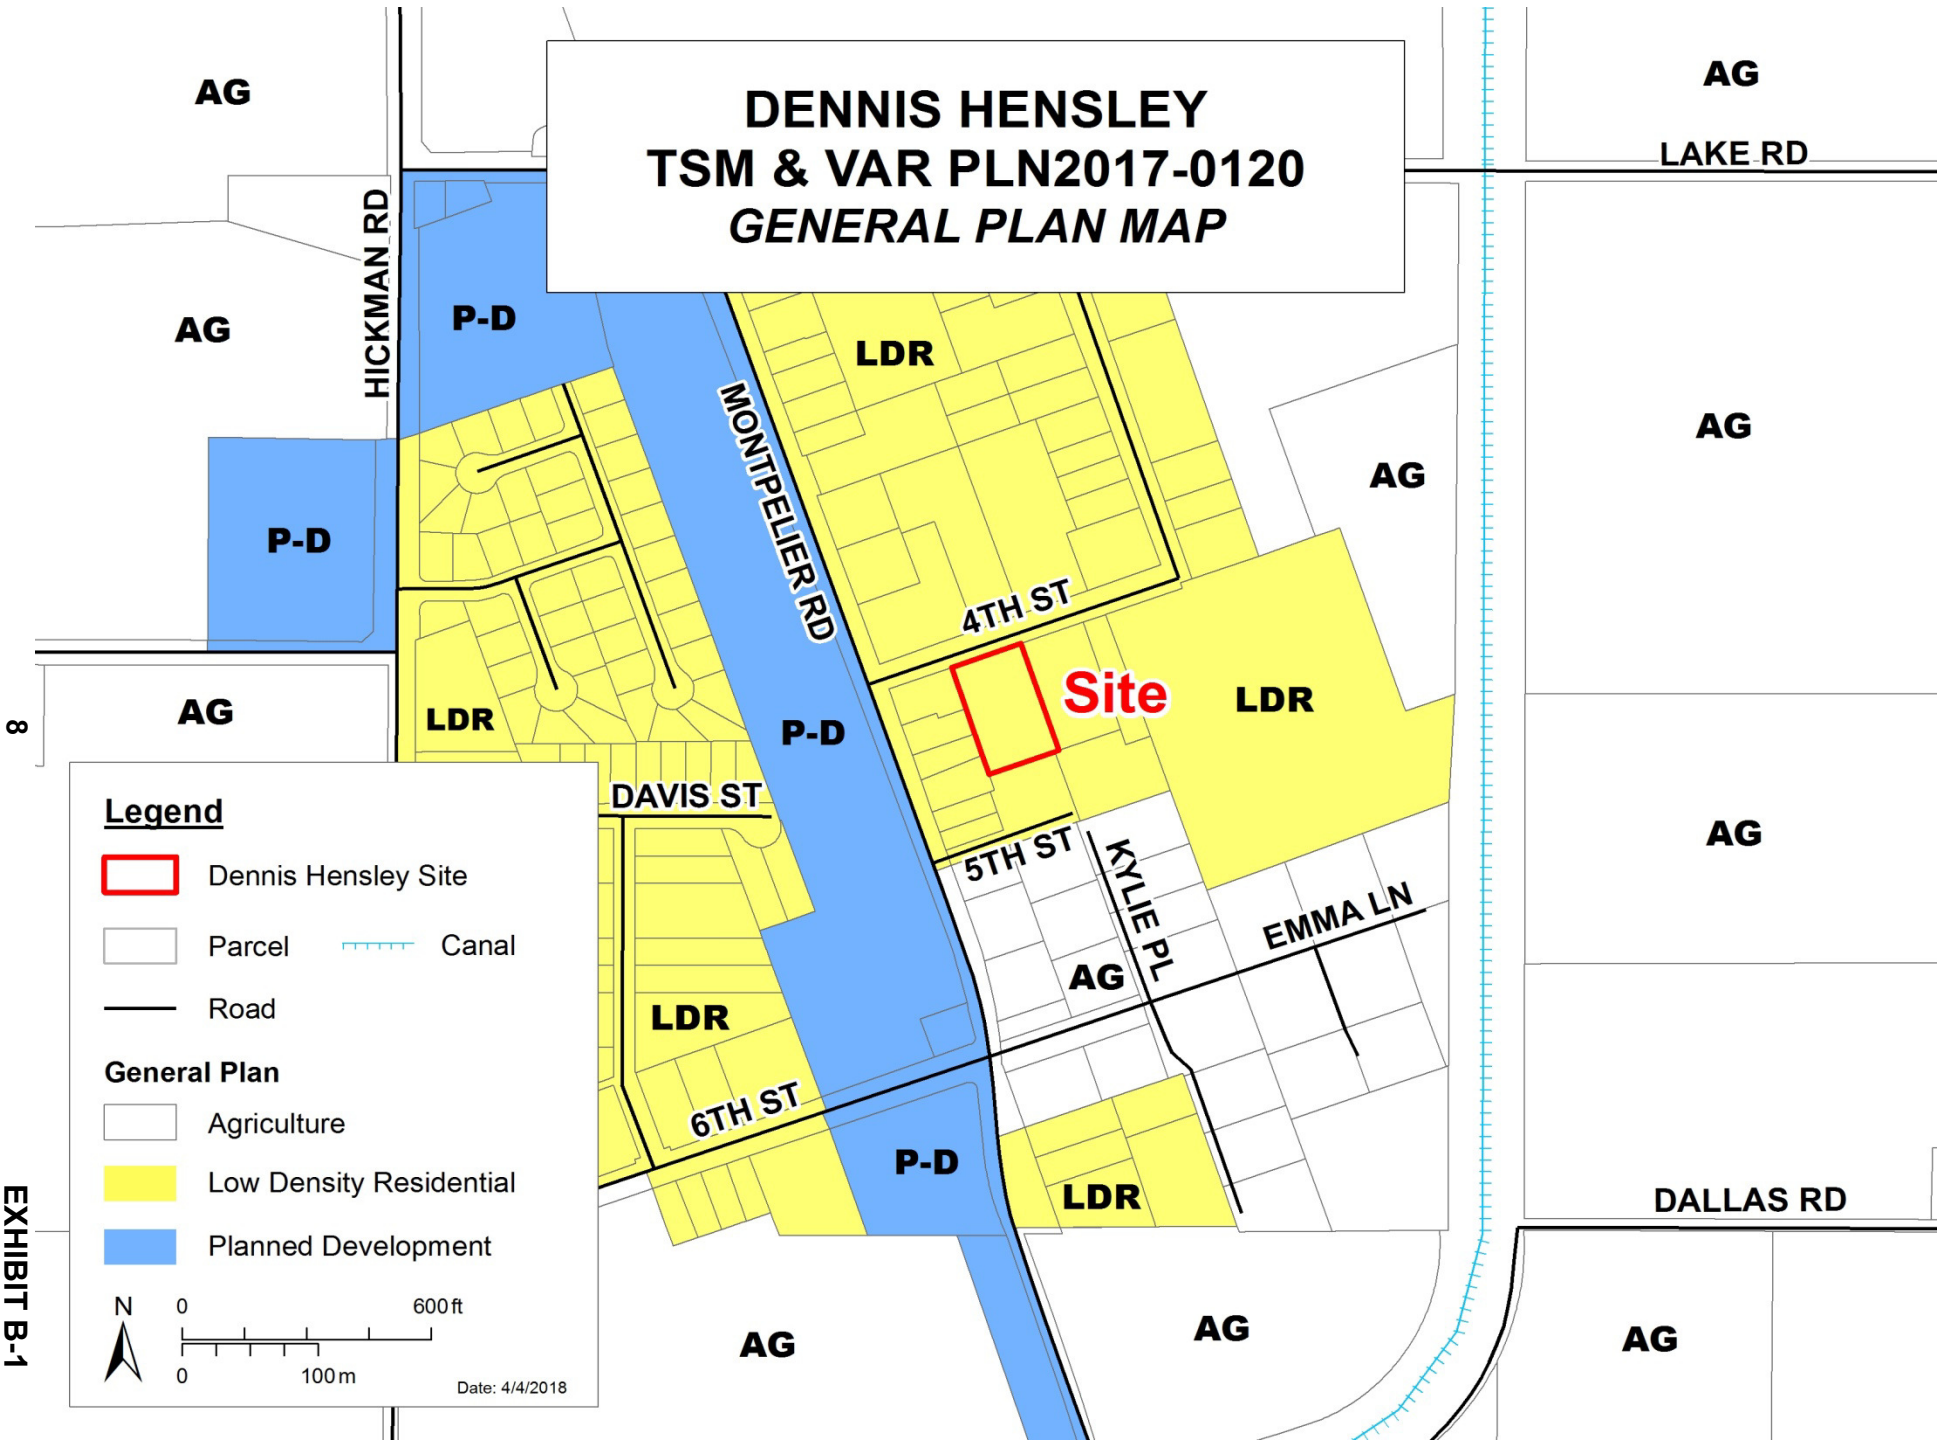 DENNIS HENSLEY
TSM & VAR PLN2017-0120
GENERAL PLAN MAP
AG
AG
LAKE RD
HICKMAN RD
P-D
AG
LDR
MONTPELIER RD
AG
AG
P-D
4TH ST
Site
LDR
AG
LDR
P-D
DAVIS ST
5TH ST
KYLIE PL
AG
EMMA LN
AG
LDR
6TH ST
P-D
LDR
DALLAS RD
AG
AG
AG
Legend
Dennis Hensley Site
Parcel
Canal
Road
General Plan
Agriculture
Low Density Residential
Planned Development
N
0
600 ft
0
100 m
Date: 4/4/2018
8
EXHIBIT B-1